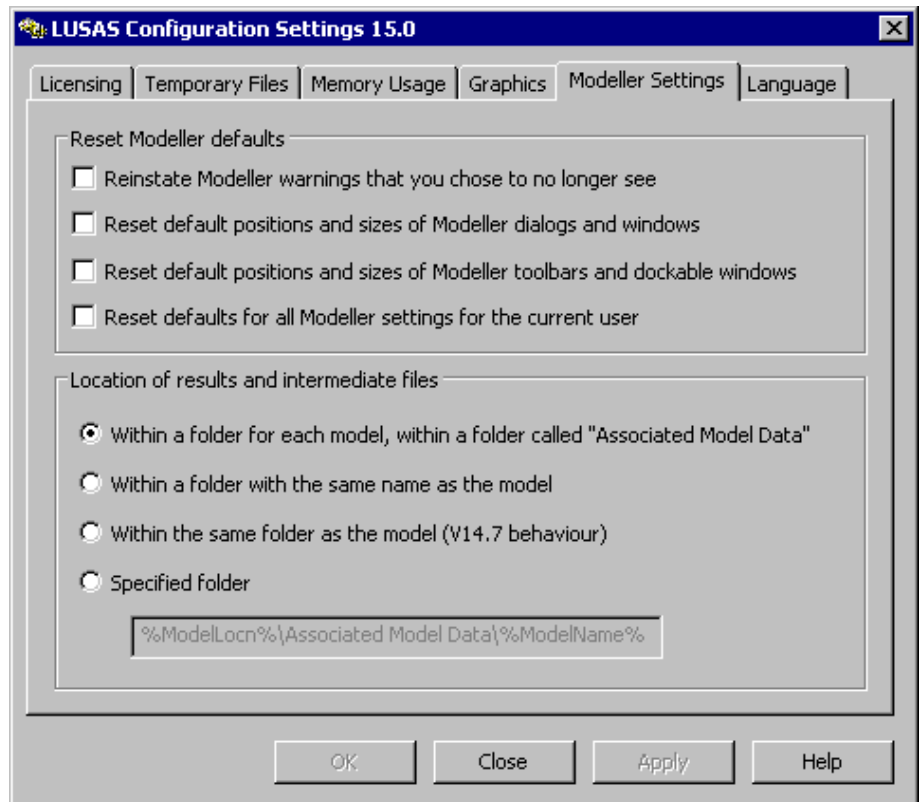 LUSAS Configuration Settings 15.0
Licensing Temporary Files Memory Usage Graphics Modeller Settings Language
Reset Modeller defaults
Reinstate Modeller warnings that you chose to no longer see
Reset default positions and sizes of Modeller dialogs and windows
Reset default positions and sizes of Modeller toolbars and dockable windows
Reset defaults for all Modeller settings for the current user
Location of results and intermediate files
Within a folder for each model, within a folder called "Associated Model Data"
Within a folder with the same name as the model
Within the same folder as the model (V14.7 behaviour)
Specified folder
%ModelLocn%\Associated Model Data\%ModelName%
OK Close Apply Help